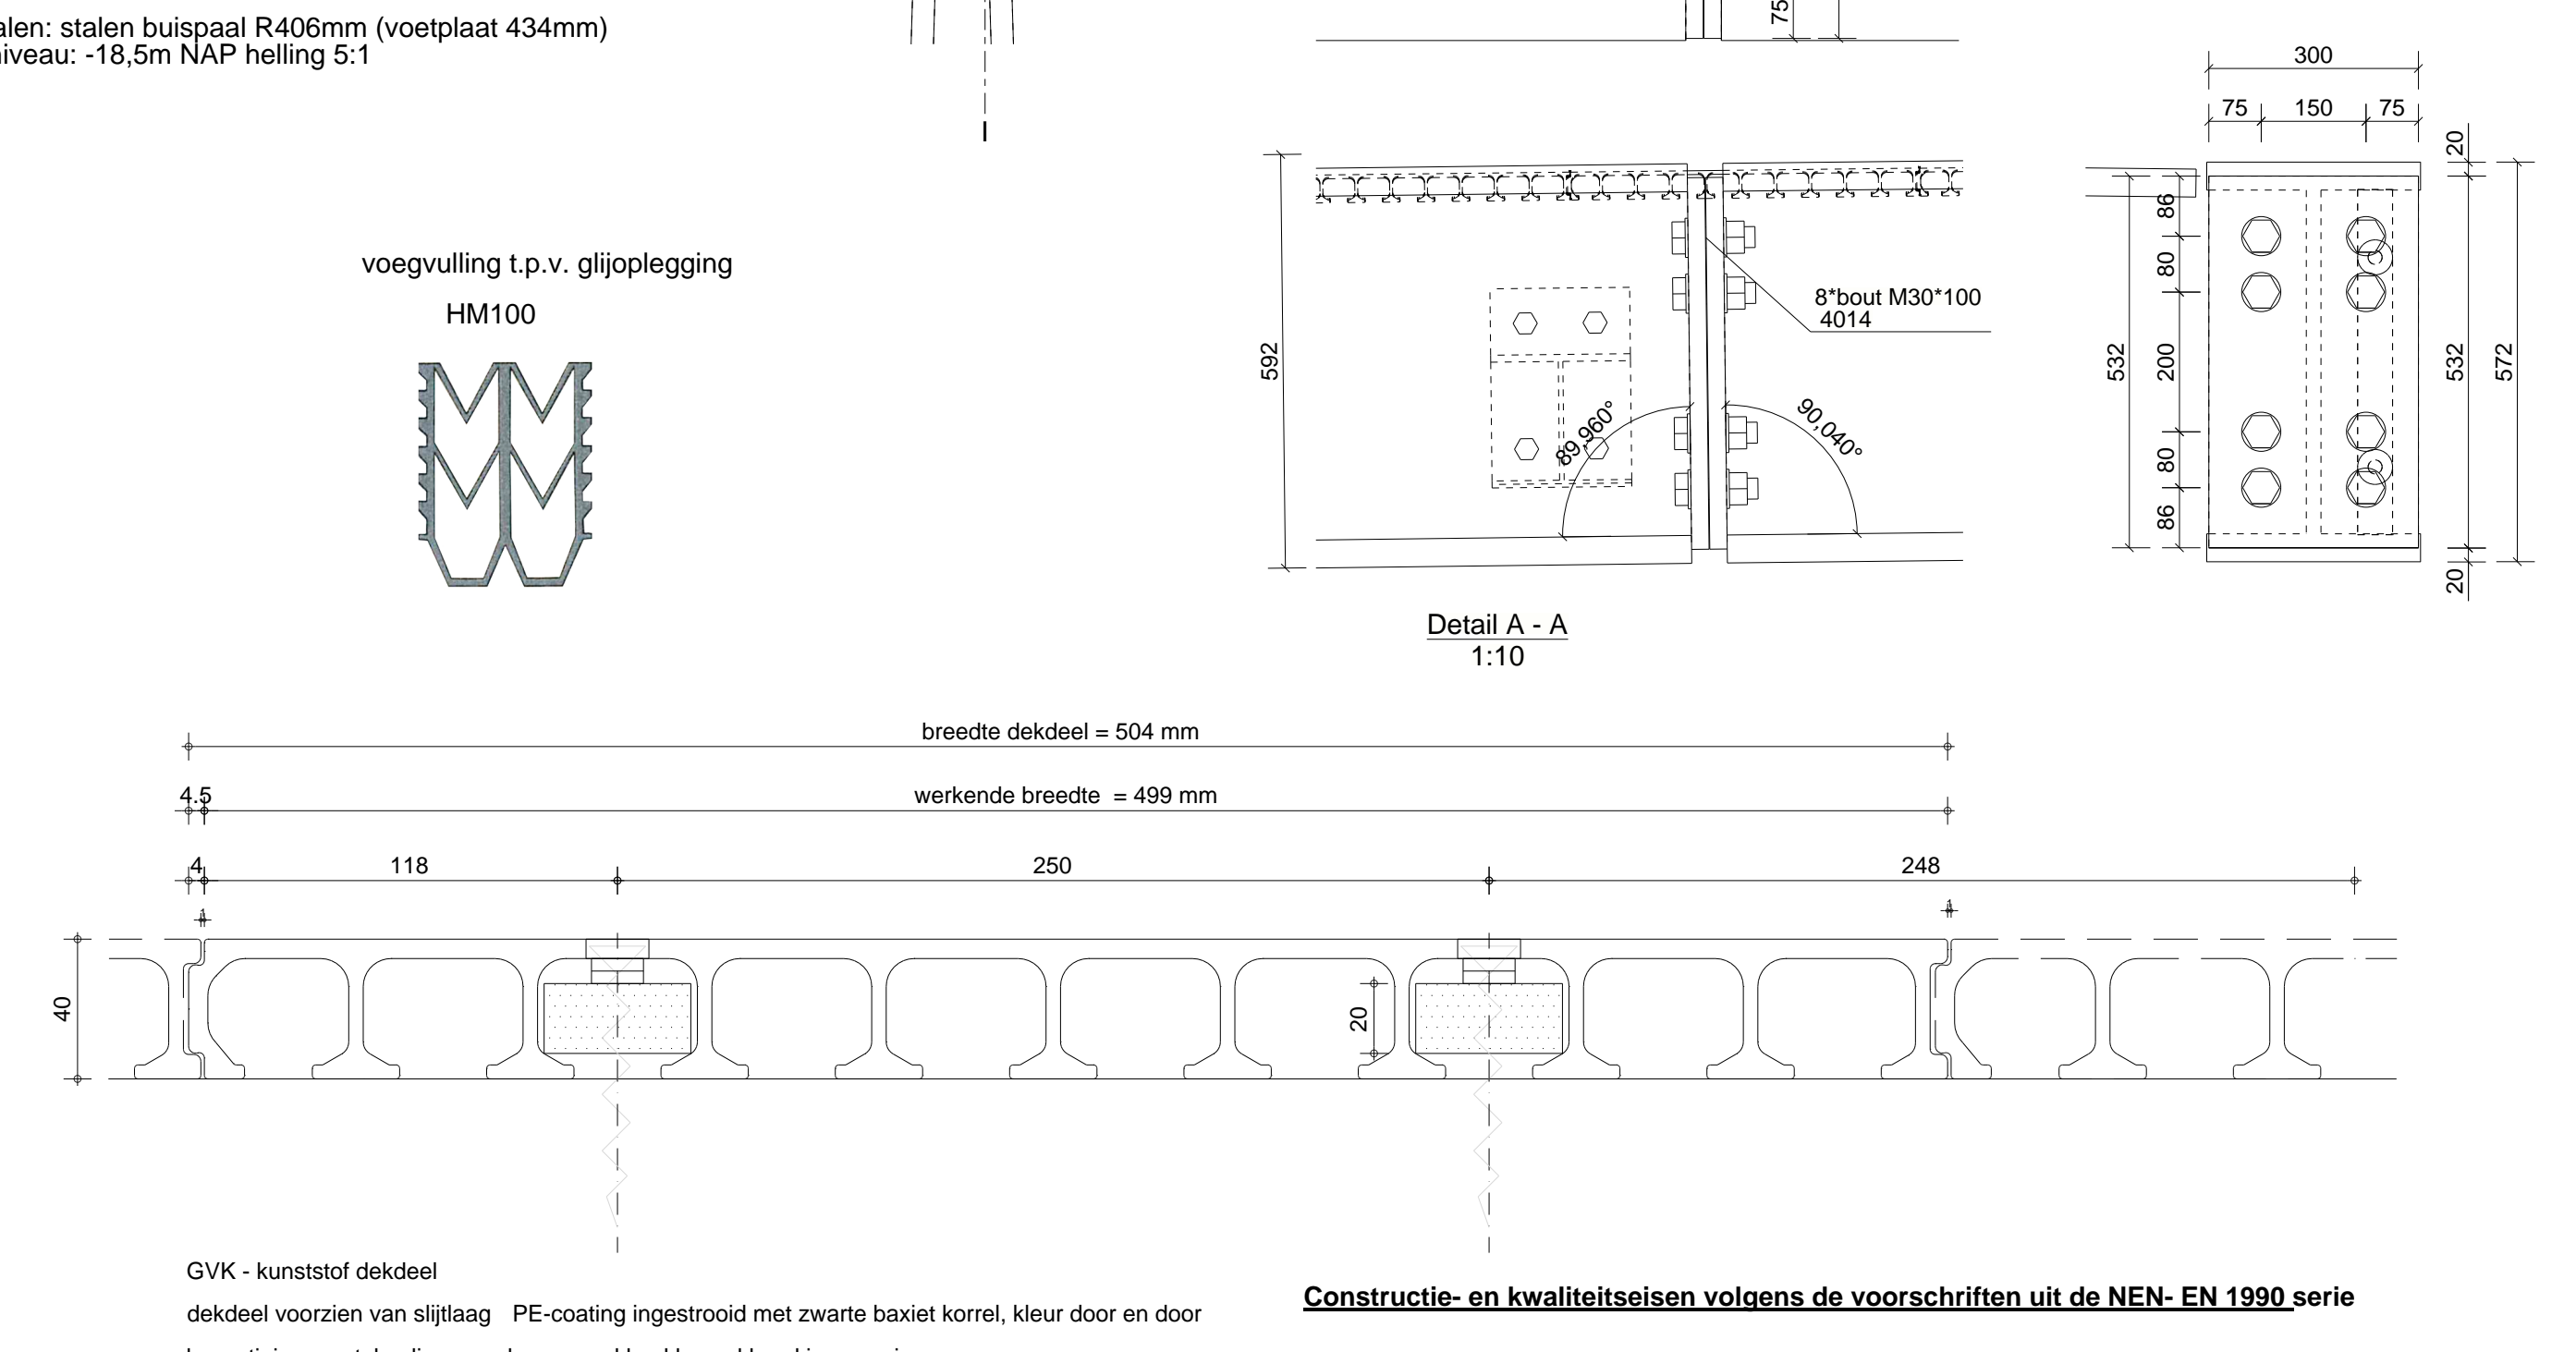 alen: stalen buispaal R406mm (voetplaat 434mm)
niveau: -18,5m NAP helling 5:1
75
300
75 150 75
20
voegvulling t.p.v. glijoplegging
HM100
592
8*bout M30*100
4014
89,960°
90,040°
532
86
80
200
80
86
532
572
20
Detail A - A
1:10
breedte dekdeel = 504 mm
4.5
werkende breedte = 499 mm
4 118 250 248
1
1
40
20
GVK - kunststof dekdeel
dekdeel voorzien van slijtlaag PE-coating ingestrooid met zwarte baxiet korrel, kleur door en door
Constructie- en kwaliteitseisen volgens de voorschriften uit de NEN- EN 1990 serie